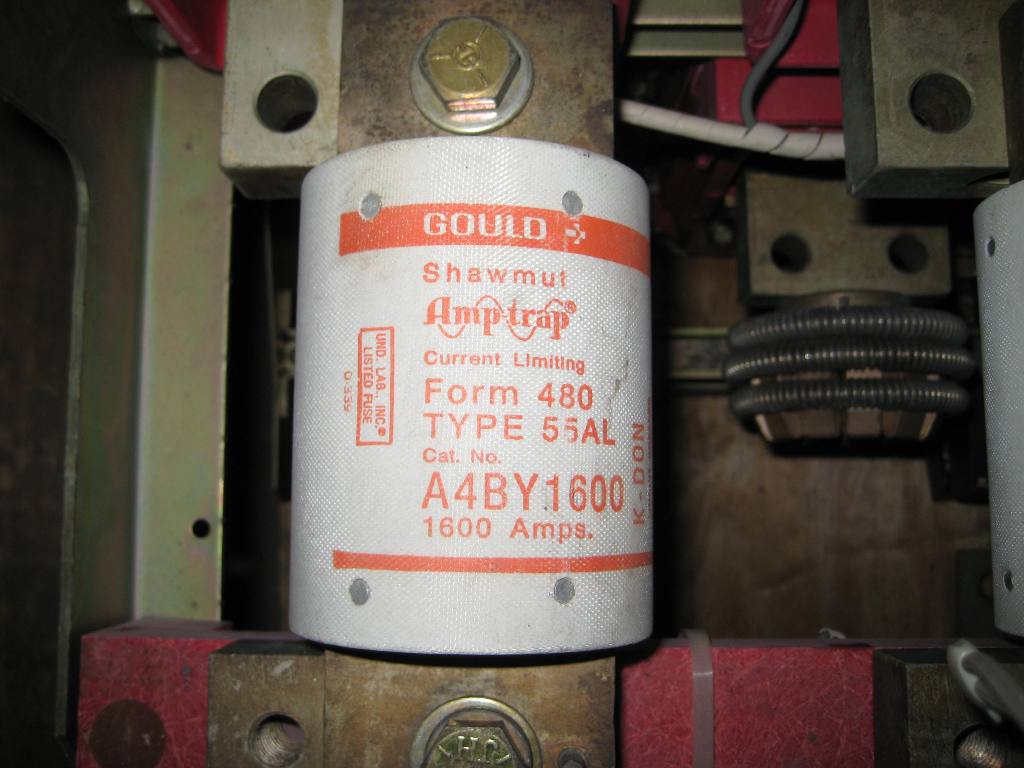 GOULD
Shawmut
Amp-trap®
Current Limiting
Form 480
TYPE 55AL
Cat. No.
A4BY1600
1600 Amps.
UND. LAB., INC.®
LISTED FUSE
K-DON